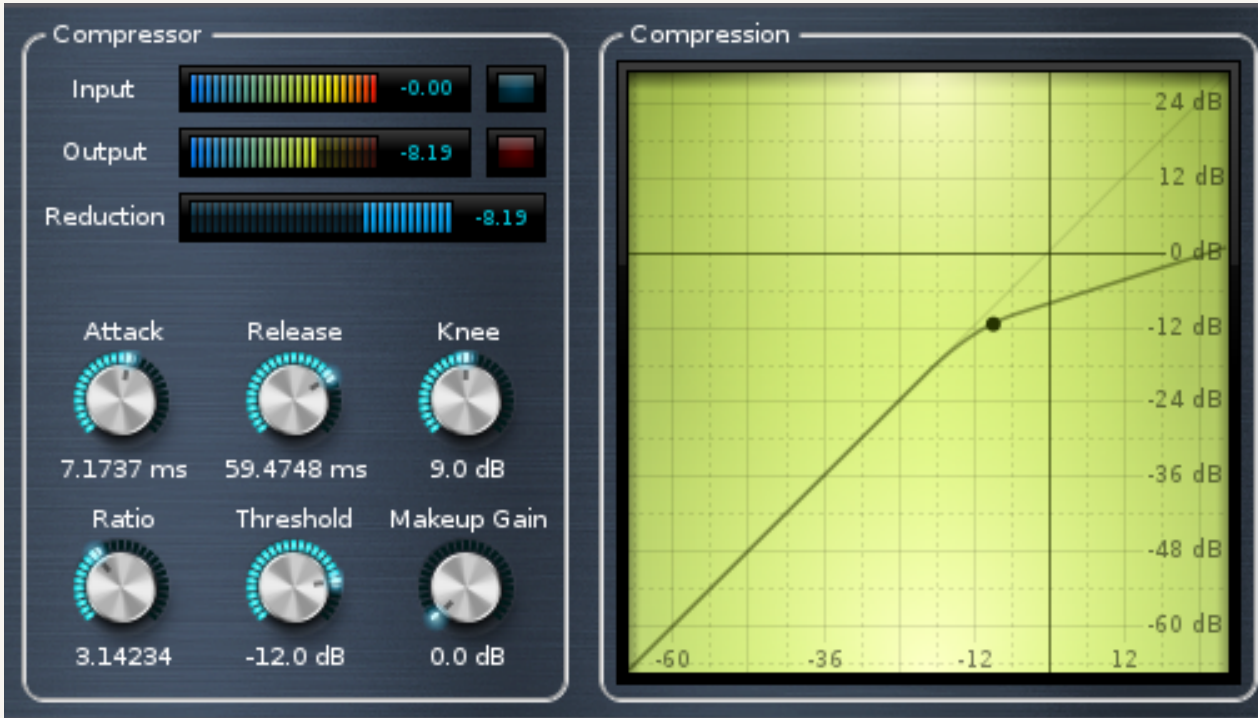 Compressor
Input -0.00
Output -8.19
Reduction -8.19
Attack Release Knee
7.1737 ms 59.4748 ms 9.0 dB
Ratio Threshold Makeup Gain
3.14234 -12.0 dB 0.0 dB
Compression
24 dB
12 dB
0 dB
-12 dB
-24 dB
-36 dB
-48 dB
-60 dB
-60 -36 -12 12